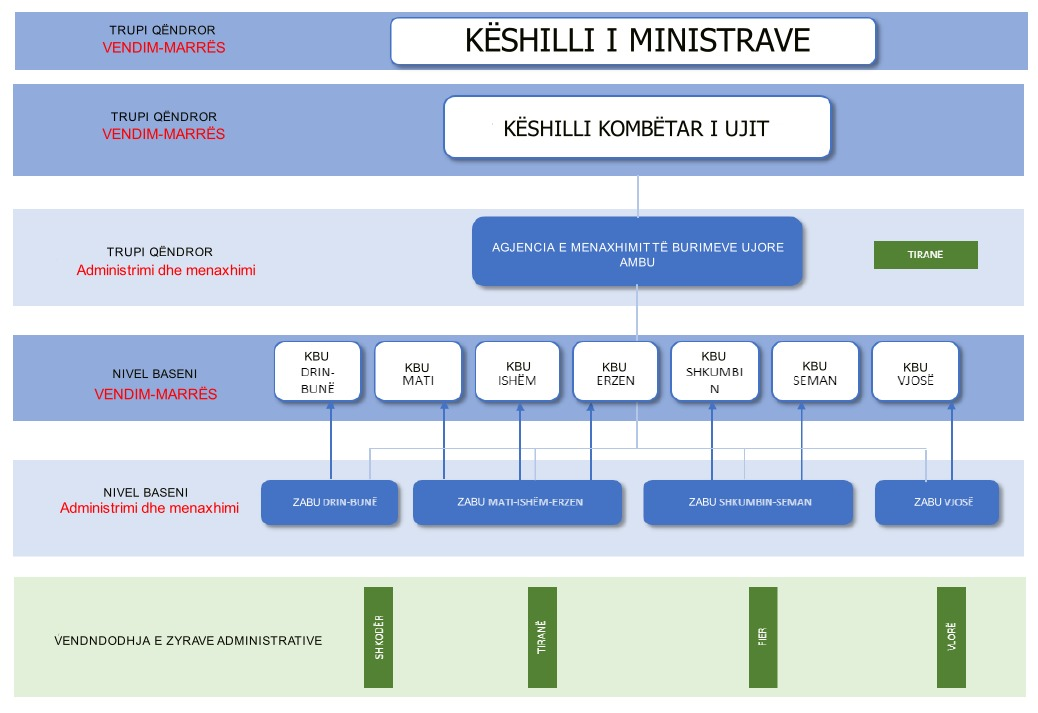 TRUPI QËNDROR
VENDIM-MARRËS
KËSHILLI I MINISTRAVE
TRUPI QËNDROR
VENDIM-MARRËS
KËSHILLI KOMBËTAR I UJIT
TRUPI QËNDROR
Administrimi dhe menaxhimi
AGJENCIA E MENAXHIMIT TË BURIMEVE UJORE
AMBU
TIRANE
NIVEL BASENI
VENDIM-MARRËS
KBU
DRIN-
BUNË
KBU
MATI
KBU
ISHËM
KBU
ERZEN
KBU
SHKUMBI
N
KBU
SEMAN
KBU
VJOSË
NIVEL BASENI
Administrimi dhe menaxhimi
ZABU DRIN-BUNË
ZABU MATI-ISHËM-ERZEN
ZABU SHKUMBIN-SEMAN
ZABU VJOSË
VENDNDODHJA E ZYRAVE ADMINISTRATIVE
SHKODËR
TIRANË
FIER
VLORË